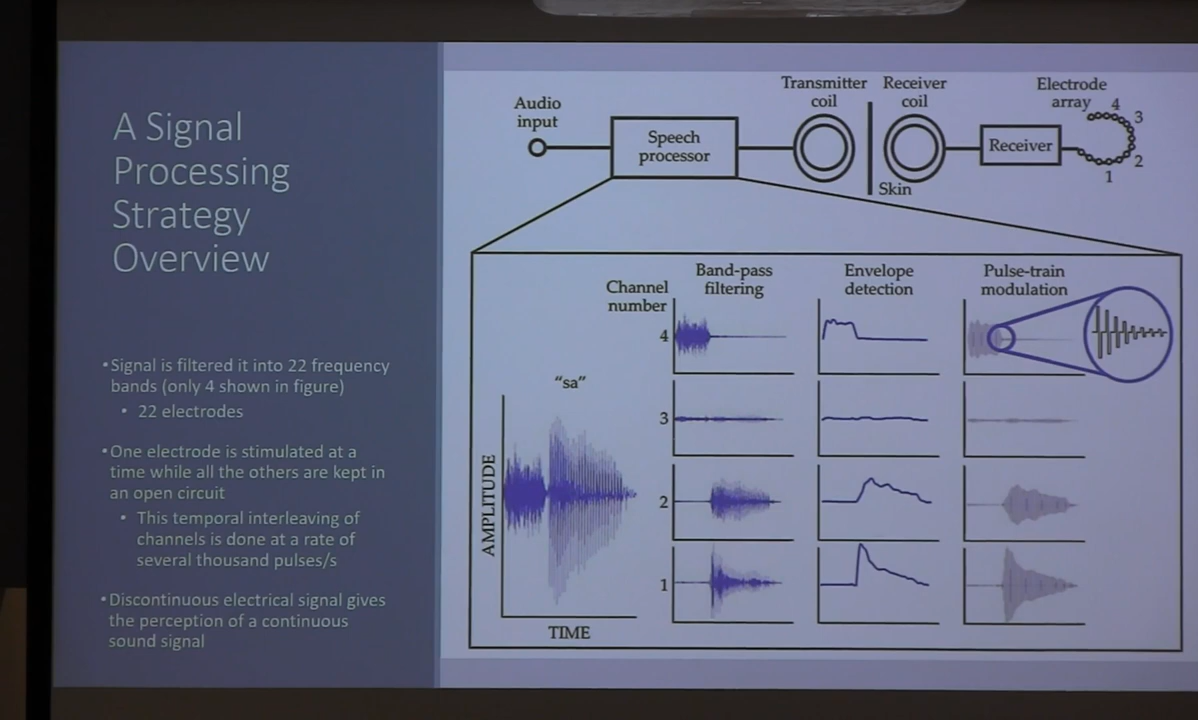 A Signal
Processing
Strategy
Overview
•Signal is filtered it into 22 frequency
bands (only 4 shown in figure)
• 22 electrodes
•One electrode is stimulated at a
time while all the others are kept in
an open circuit
• This temporal interleaving of
channels is done at a rate of
several thousand pulses/s
•Discontinuous electrical signal gives
the perception of a continuous
sound signal
Audio
input
Speech
processor
Transmitter
coil
Receiver
coil
Skin
Receiver
Electrode
array
4
3
2
1
Channel
number
Band-pass
filtering
Envelope
detection
Pulse-train
modulation
4
3
2
1
"sa"
AMPLITUDE
TIME